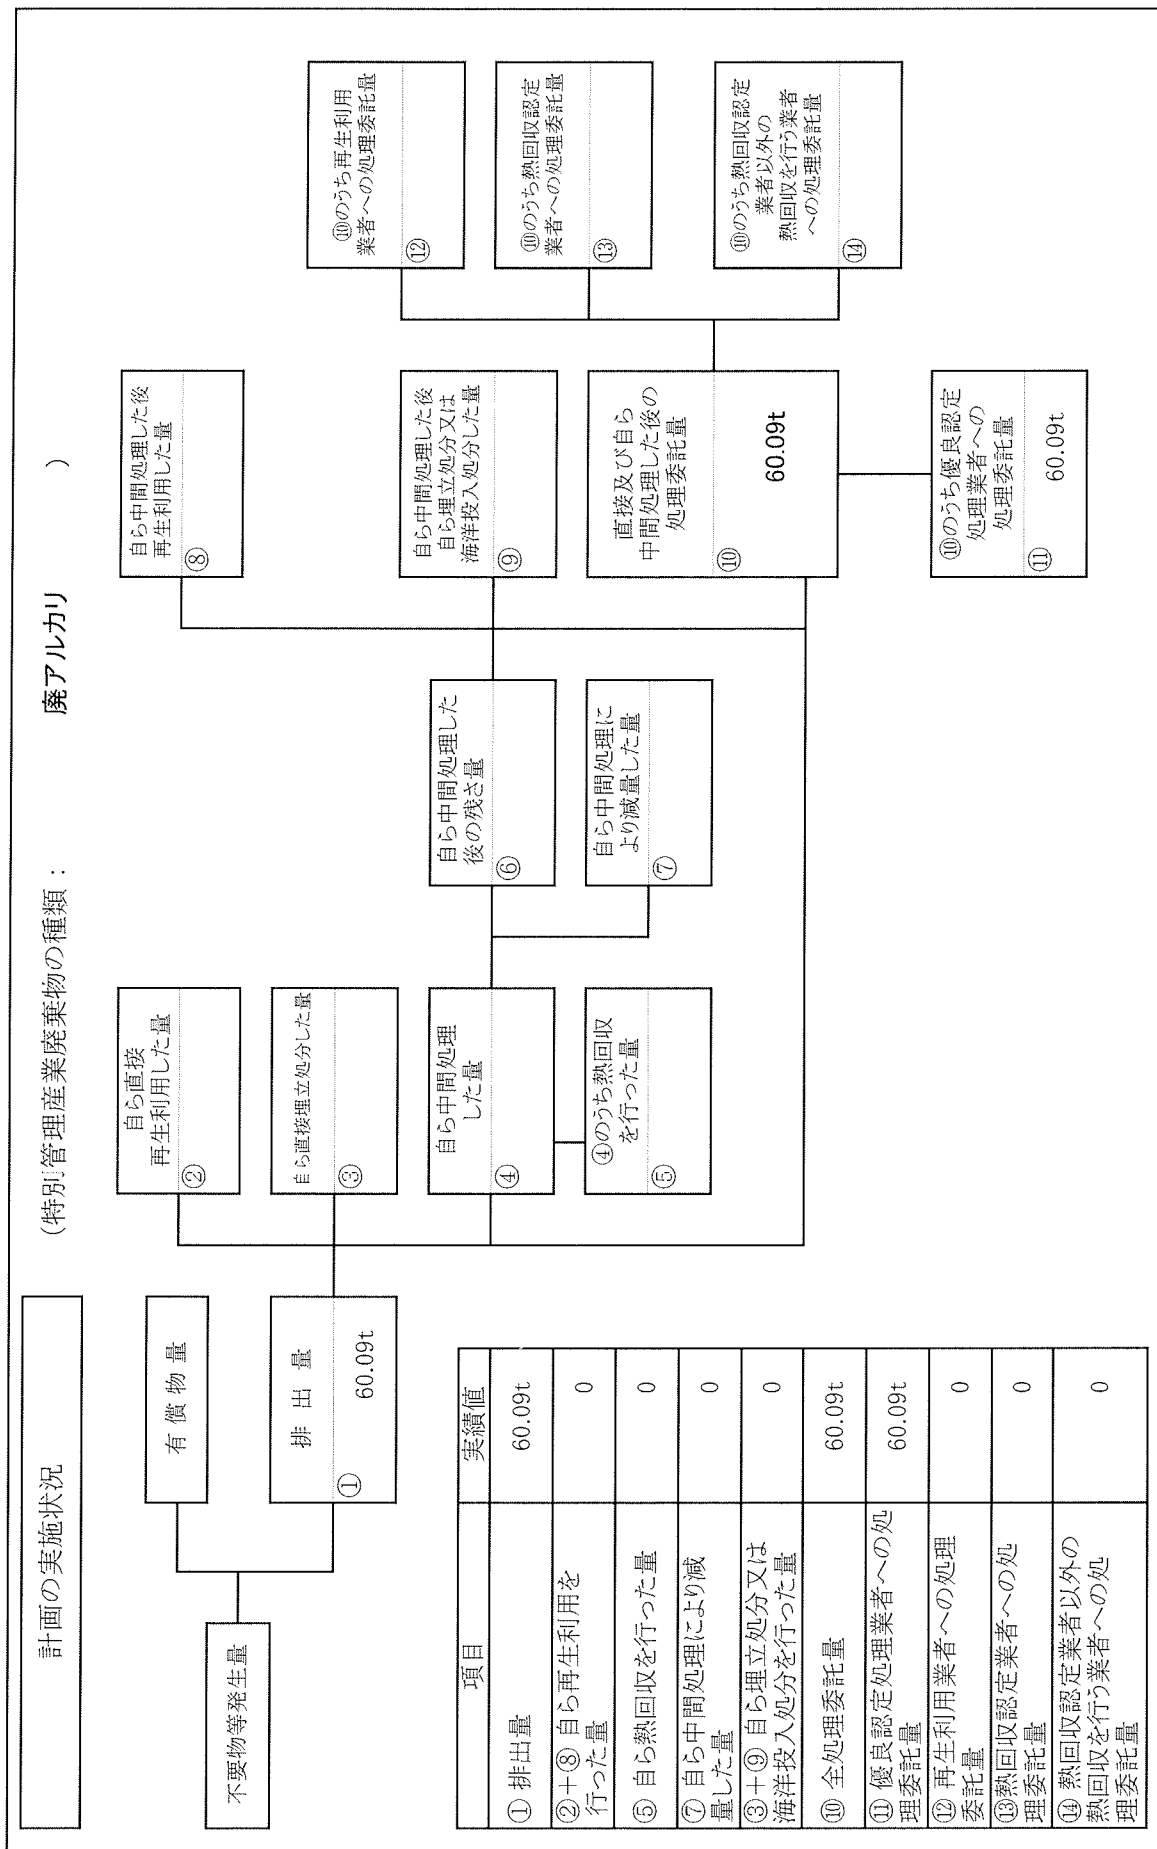 計画の実施状況
(特別管理産業廃棄物の種類：　廃アルカリ　)
不要物等発生量
有 償 物 量
排 出 量
①
60.09t
自ら直接
再生利用した量
②
自ら直接埋立処分した量
③
自ら中間処理
した量
④
④のうち熱回収
を行った量
⑤
自ら中間処理した
後の残さ量
⑥
自ら中間処理に
より減量した量
⑦
自ら中間処理した後
再生利用した量
⑧
自ら中間処理した後
自ら埋立処分又は
海洋投入処分した量
⑨
直接及び自ら
中間処理した後の
処理委託量
⑩
60.09t
⑩のうち優良認定
処理業者への
処理委託量
⑪
60.09t
⑩のうち再生利用
業者への処理委託量
⑫
⑩のうち熱回収認定
業者への処理委託量
⑬
⑩のうち熱回収認定
業者以外の
熱回収を行う業者
への処理委託量
⑭
項目 実績値
① 排出量 60.09t
②＋⑧ 自ら再生利用を
行った量 0
⑤ 自ら熱回収を行った量 0
⑦ 自ら中間処理により減
量した量 0
③＋⑨ 自ら埋立処分又は
海洋投入処分を行った量 0
⑩ 全処理委託量 60.09t
⑪ 優良認定処理業者への処
理委託量 60.09t
⑫ 再生利用業者への処理
委託量 0
⑬熱回収認定業者への処
理委託量 0
⑭ 熱回収認定業者以外の
熱回収を行う業者への処
理委託量 0